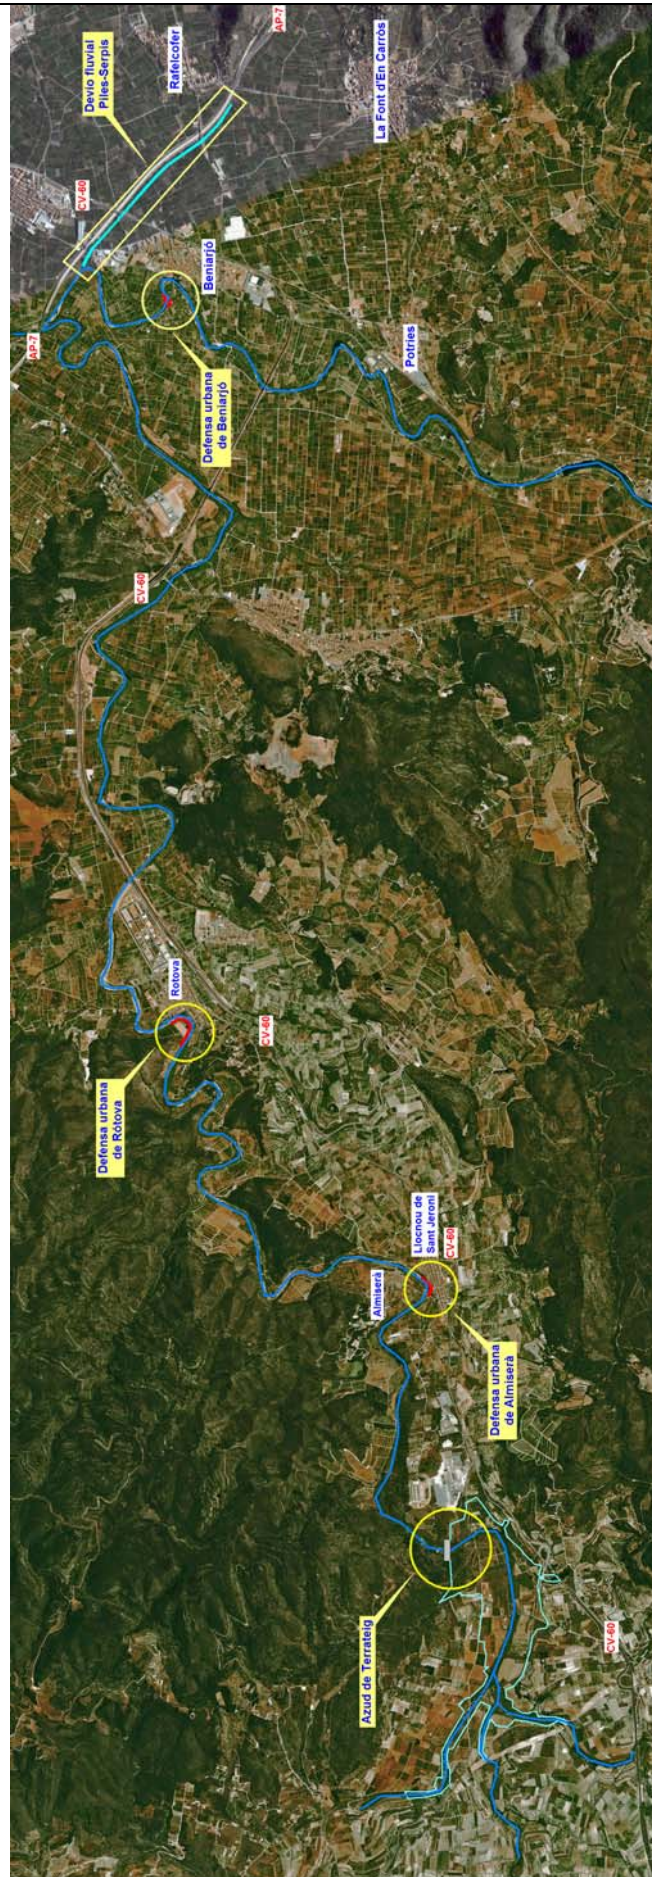 Azud de Terrateig
CV-60
Defensa urbana
de Almiserà
Almiserà
Llocnou de
Sant Jeroni
CV-60
Defensa urbana
de Rótova
Rotova
CV-60
CV-60
AP-7
Defensa urbana
de Beniarjó
Potries
Beniarjó
CV-60
Devio fluvial
Piles-Serpis
Rafelcofer
AP-7
La Font d'En Carròs